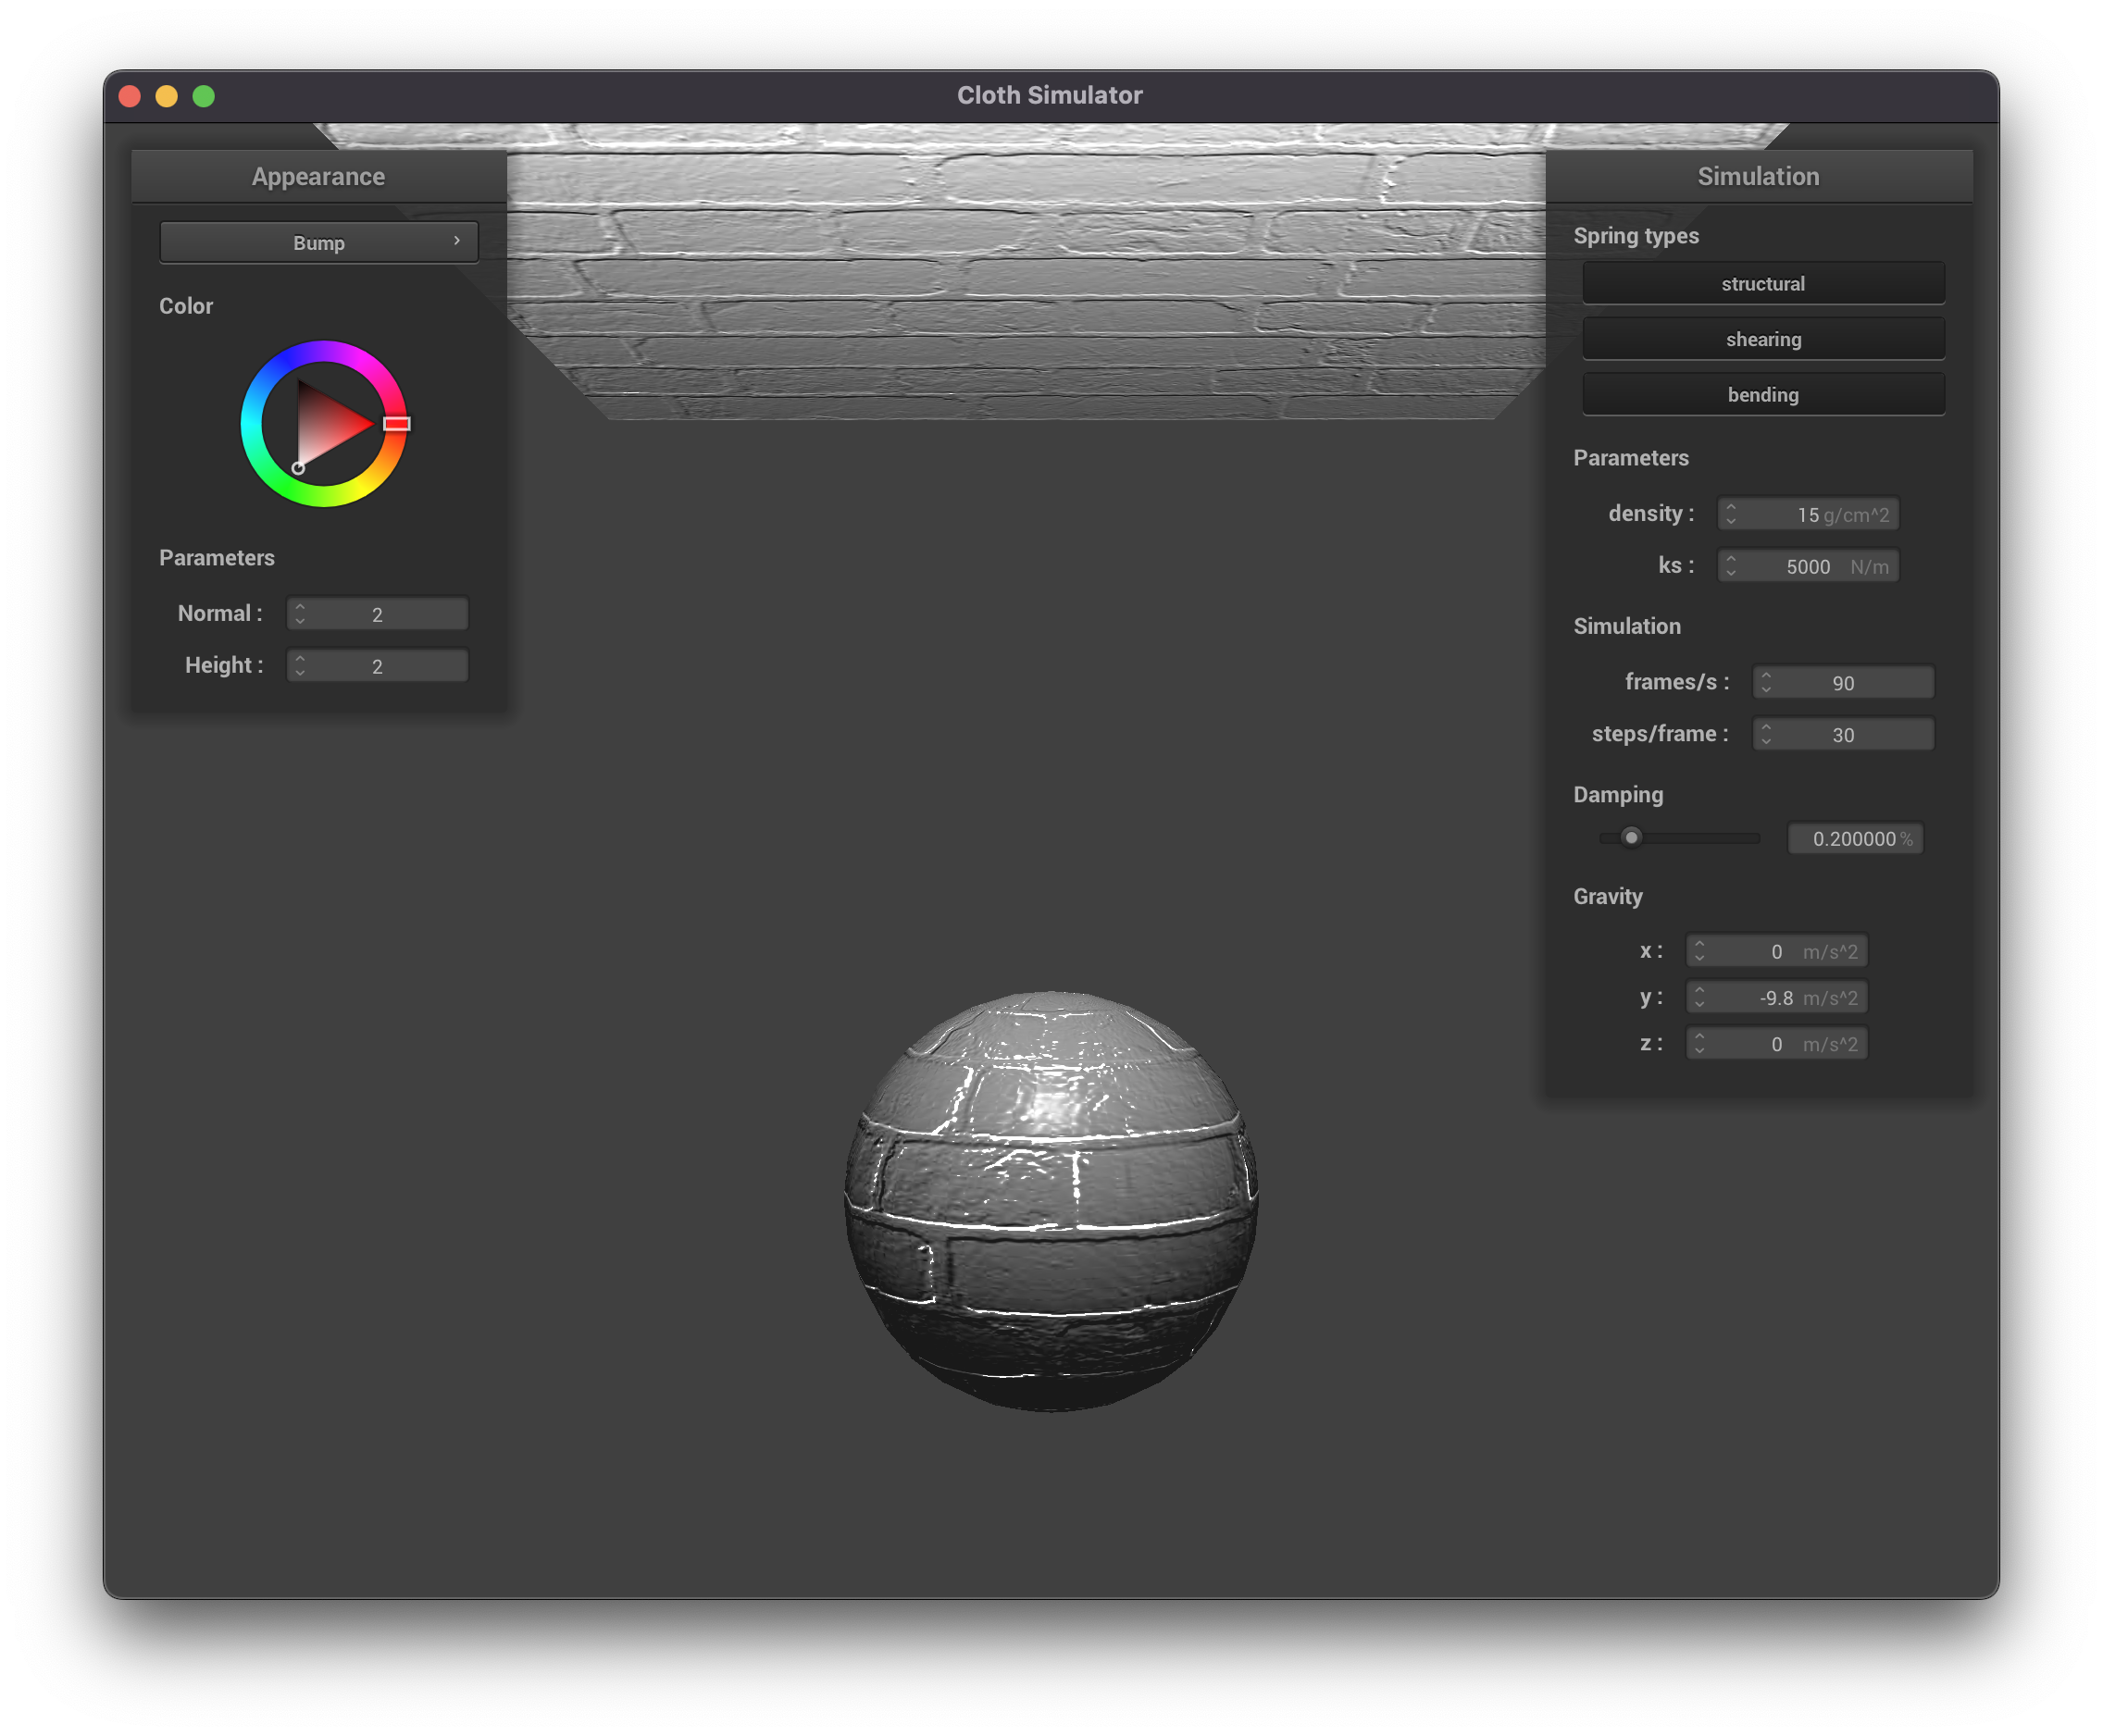 Cloth Simulator
Appearance
Bump
Color
Parameters
Normal : 2
Height : 2
Simulation
Spring types
structural
shearing
bending
Parameters
density : 15 g/cm^2
ks : 5000 N/m
Simulation
frames/s : 90
steps/frame : 30
Damping
0.200000 %
Gravity
x : 0 m/s^2
y : -9.8 m/s^2
z : 0 m/s^2